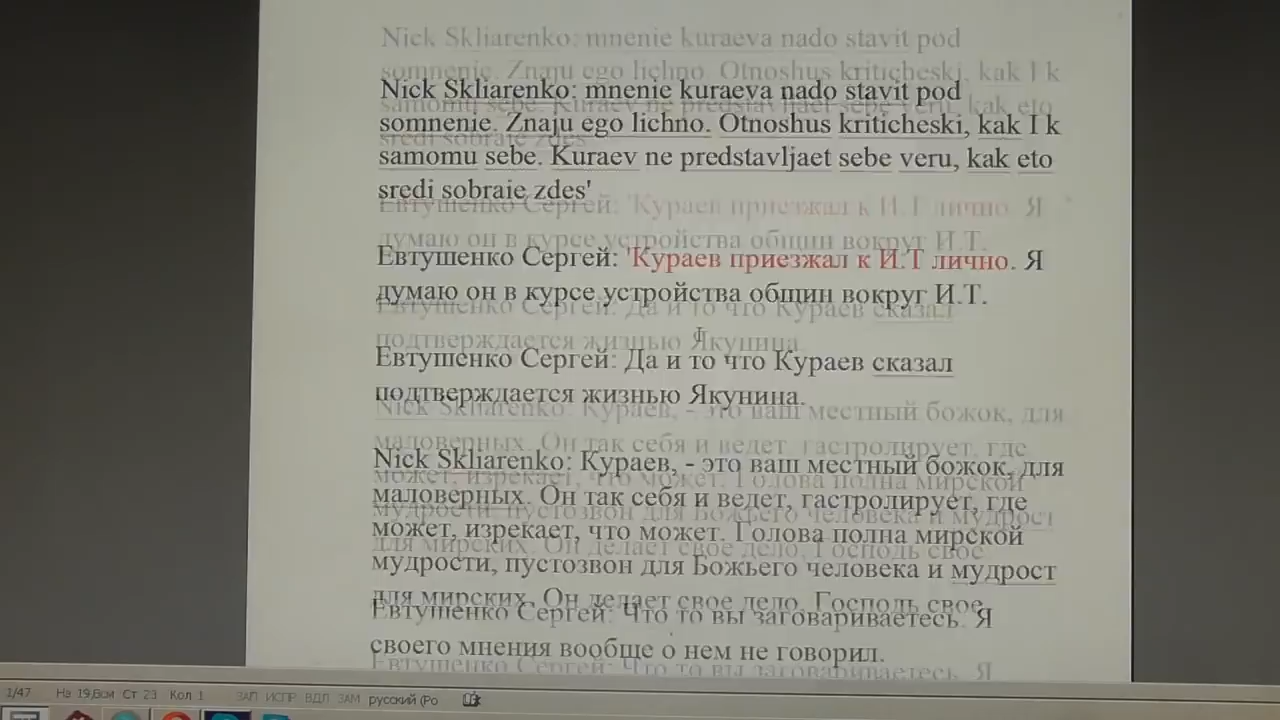 Nick Skliarenko: mnenie kuraeva nado stavit pod
somnenie. Znaju ego lichno. Otnoshus kriticheski, kak I k
samomu sebe. Kuraev ne predstavljaet sebe veru, kak eto
sredi sobraie zdes'
Евтушенко Сергей: 'Кураев приезжал к И.Т лично. Я
думаю он в курсе устройства общин вокруг И.Т.
Евтушенко Сергей: Да и то что Кураев сказал
подтверждается жизнью Якунина.
Nick Skliarenko: Кураев, - это ваш местный божок, для
маловерных. Он так себя и ведет, гастролирует, где
может, изрекает, что может. Голова полна мирской
мудрости, пустозвон для Божьего человека и мудрост
для мирских. Он делает свое дело, Господь свое
Евтушенко Сергей: Что то вы заговариваетесь. Я
своего мнения вообще о нем не говорил.
1/47 На 19,8см Ст 23 Кол 1 ЗАП ИСПР ВДЛ ЗАМ русский (Ро